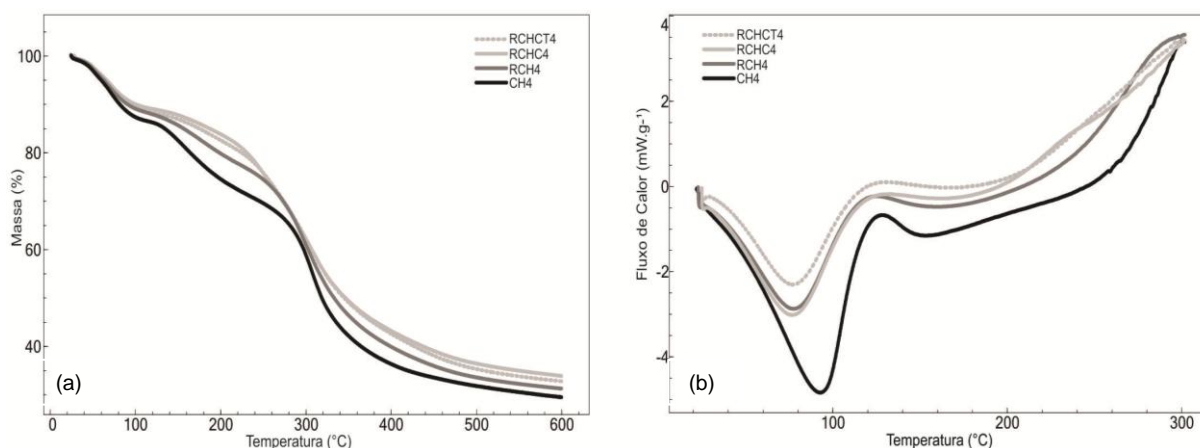 RCHCT4
RCHC4
RCH4
CH4
100
80
60
40
Massa (%)
0 100 200 300 400 500 600
Temperatura (°C)
(a)
RCHCT4
RCHC4
RCH4
CH4
4
2
0
-2
-4
Fluxo de Calor (mW.g⁻¹)
0 100 200 300
Temperatura (°C)
(b)